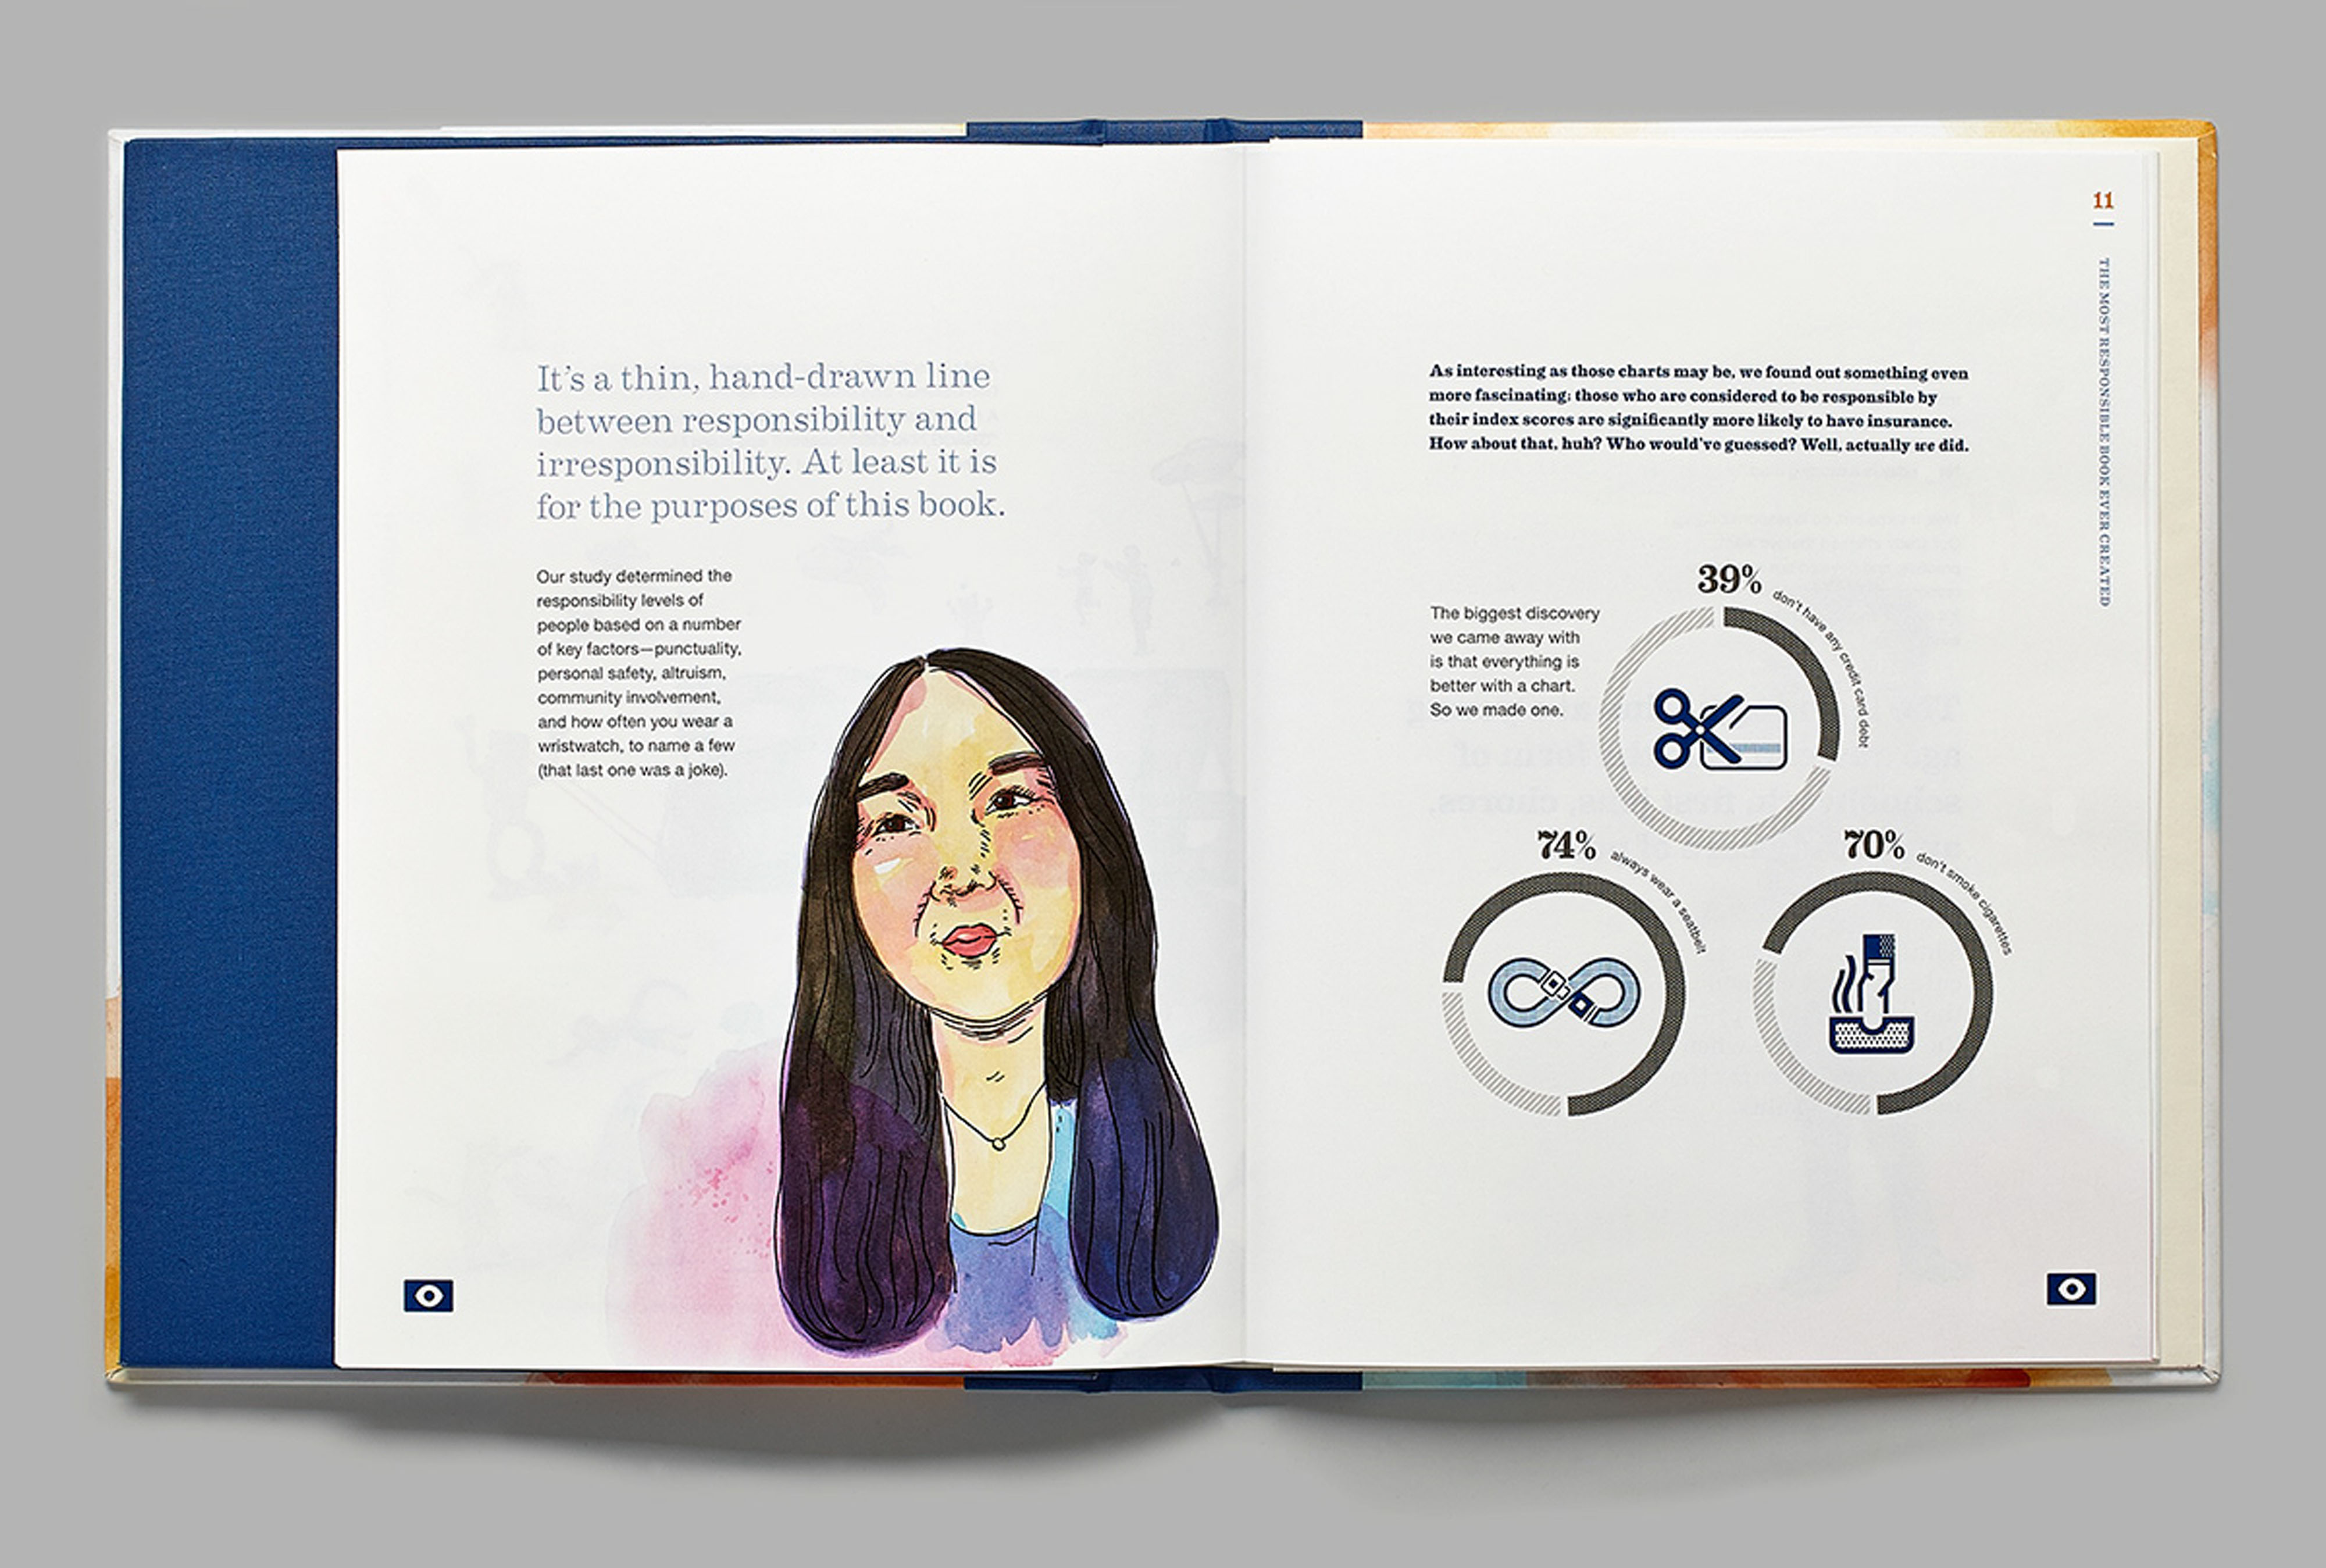 It's a thin, hand-drawn line
between responsibility and
irresponsibility. At least it is
for the purposes of this book.
Our study determined the
responsibility levels of
people based on a number
of key factors—punctuality,
personal safety, altruism,
community involvement,
and how often you wear a
wristwatch, to name a few
(that last one was a joke).
11
THE MOST RESPONSIBLE BOOK EVER CREATED
As interesting as those charts may be, we found out something even
more fascinating: those who are considered to be responsible by
their index scores are significantly more likely to have insurance.
How about that, huh? Who would've guessed? Well, actually we did.
The biggest discovery
we came away with
is that everything is
better with a chart.
So we made one.
39% don't have any credit card debt
74% always wear a seatbelt
70% don't smoke cigarettes